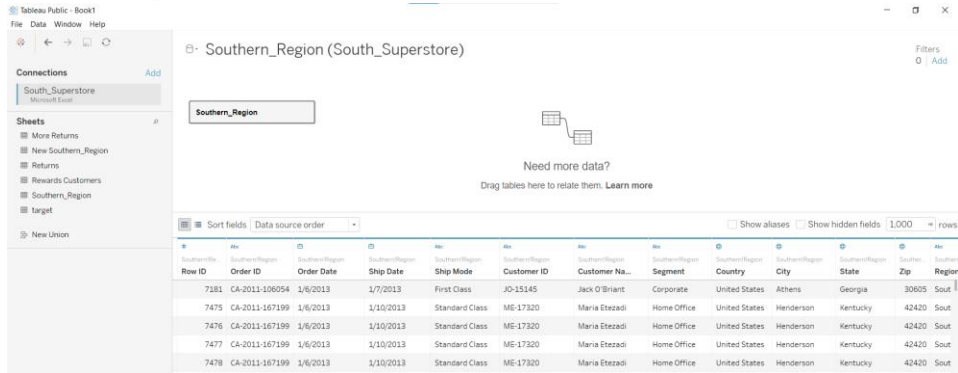 Tableau Public - Book1
File Data Window Help
Connections Add
South_Superstore
Microsoft Excel
Sheets
More Returns
New Southern_Region
Returns
Rewards Customers
Southern_Region
target
New Union
Southern_Region (South_Superstore)
Filters
0 Add
Southern_Region
Need more data?
Drag tables here to relate them. Learn more
Sort fields Data source order Show aliases Show hidden fields 1,000 rows
# Abc Abc Abc Abc Abc Abc
Row ID Order ID Order Date Ship Date Ship Mode Customer ID Customer Na... Segment Country City State Zip Region
7181 CA-2011-106054 1/6/2013 1/7/2013 First Class JO-15145 Jack O'Briant Corporate United States Athens Georgia 30605 Sout
7475 CA-2011-167199 1/6/2013 1/10/2013 Standard Class ME-17320 Maria Etezadi Home Office United States Henderson Kentucky 42420 Sout
7476 CA-2011-167199 1/6/2013 1/10/2013 Standard Class ME-17320 Maria Etezadi Home Office United States Henderson Kentucky 42420 Sout
7477 CA-2011-167199 1/6/2013 1/10/2013 Standard Class ME-17320 Maria Etezadi Home Office United States Henderson Kentucky 42420 Sout
7478 CA-2011-167199 1/6/2013 1/10/2013 Standard Class ME-17320 Maria Etezadi Home Office United States Henderson Kentucky 42420 Sout